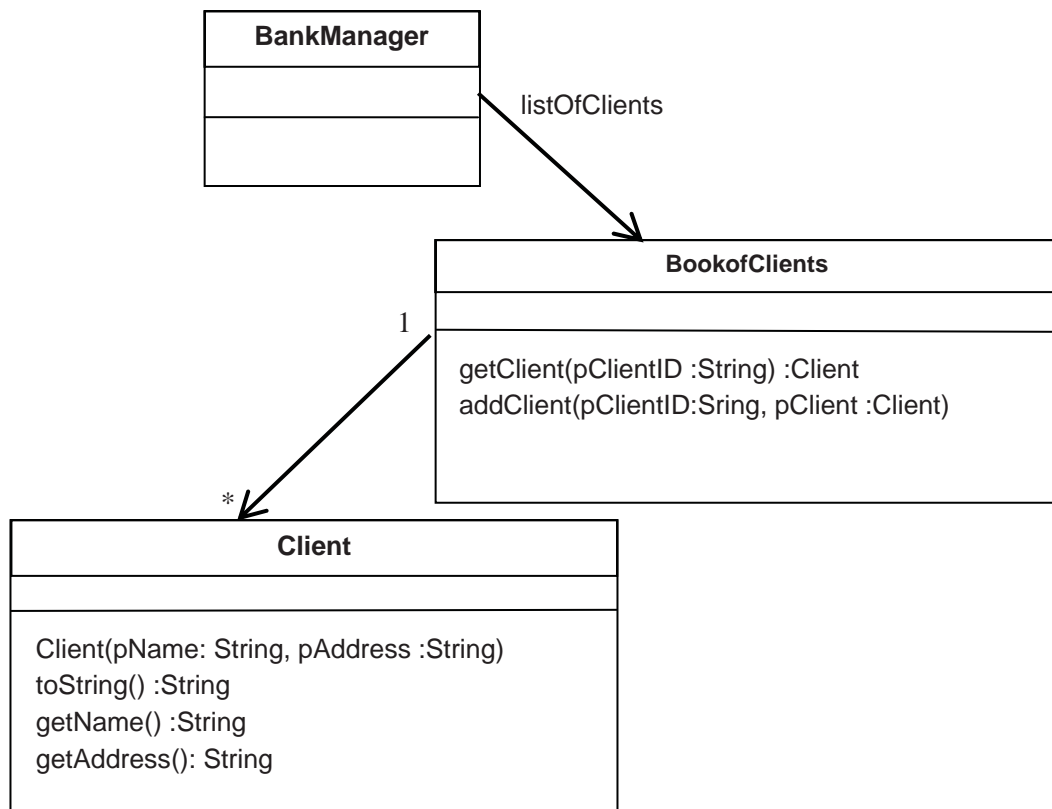 BankManager
listOfClients
BookofClients
1
getClient(pClientID :String) :Client
addClient(pClientID:Sring, pClient :Client)
*
Client
Client(pName: String, pAddress :String)
toString() :String
getName() :String
getAddress(): String